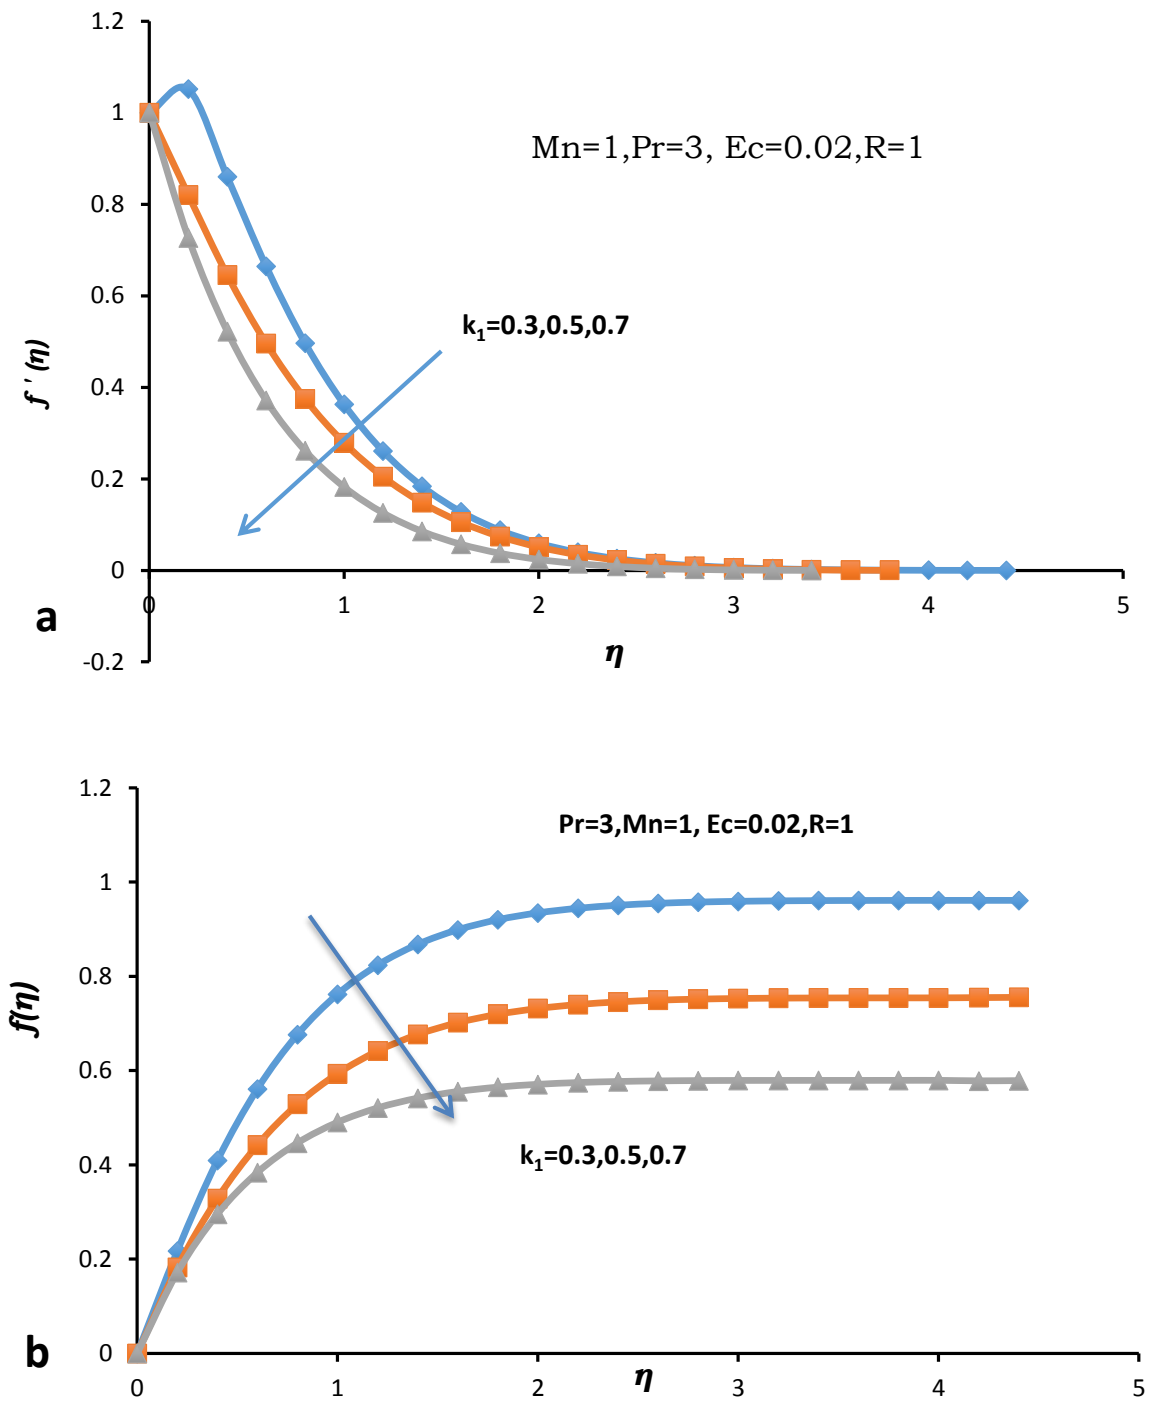 1.2
1
0.8
0.6
0.4
0.2
0
-0.2
f ' (η)
Mn=1,Pr=3, Ec=0.02,R=1
k₁=0.3,0.5,0.7
0 1 2 3 4 5
η
a
1.2
1
0.8
0.6
0.4
0.2
0
f(η)
Pr=3,Mn=1, Ec=0.02,R=1
k₁=0.3,0.5,0.7
0 1 2 3 4 5
η
b